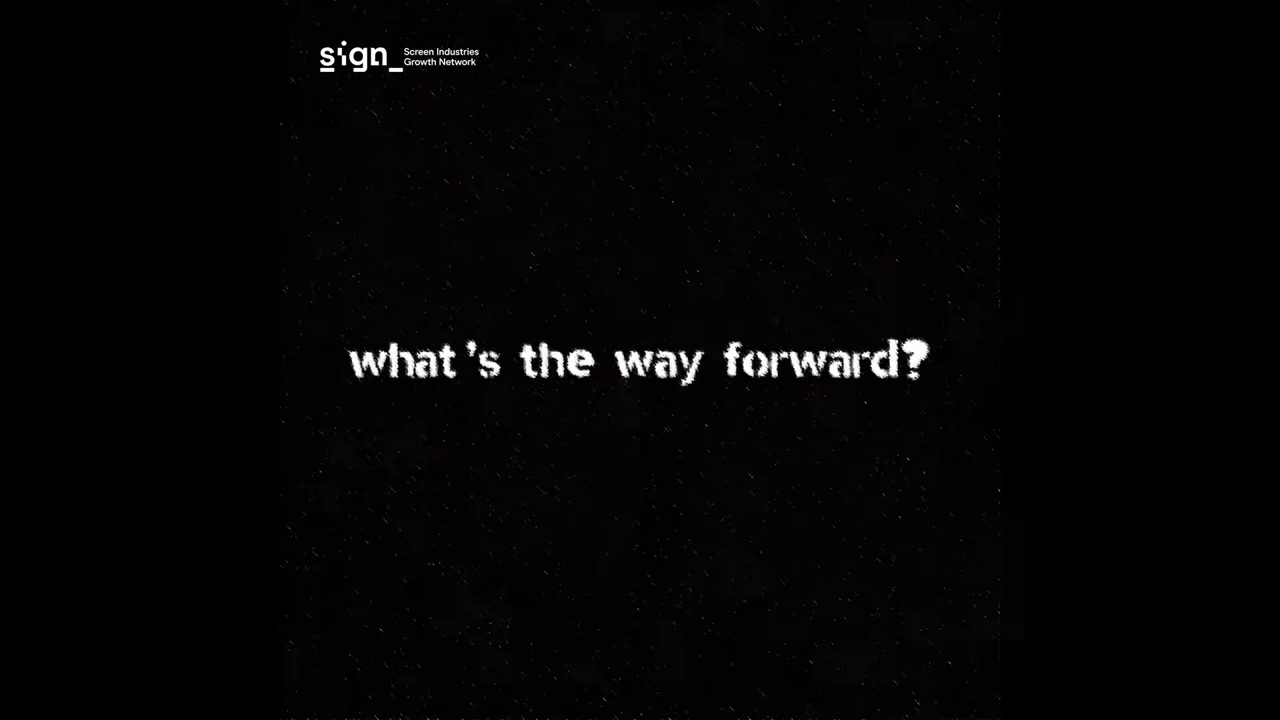 sign_
Screen Industries
Growth Network
what's the way forward?